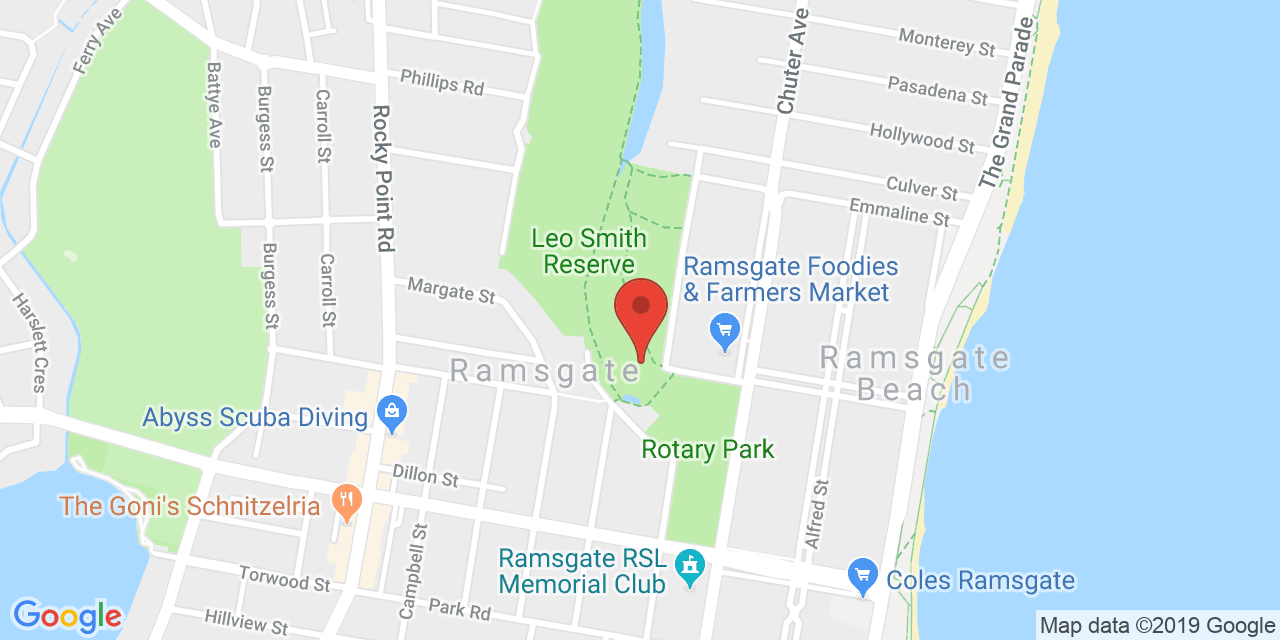 Ferry Ave
Monterey St
Chuter Ave
The Grand Parade
Phillips Rd
Pasadena St
Battye Ave
Burgess St
Carroll St
Rocky Point Rd
Hollywood St
Culver St
Emmaline St
Leo Smith
Reserve
Burgess St
Carroll St
Margate St
Ramsgate Foodies
& Farmers Market
Harslett Cres
Ramsgate
Ramsgate
Beach
Abyss Scuba Diving
Rotary Park
Dillon St
The Goni's Schnitzelria
Alfred St
Campbell St
Ramsgate RSL
Memorial Club
Torwood St
Coles Ramsgate
Park Rd
Hillview St
Google
Map data ©2019 Google